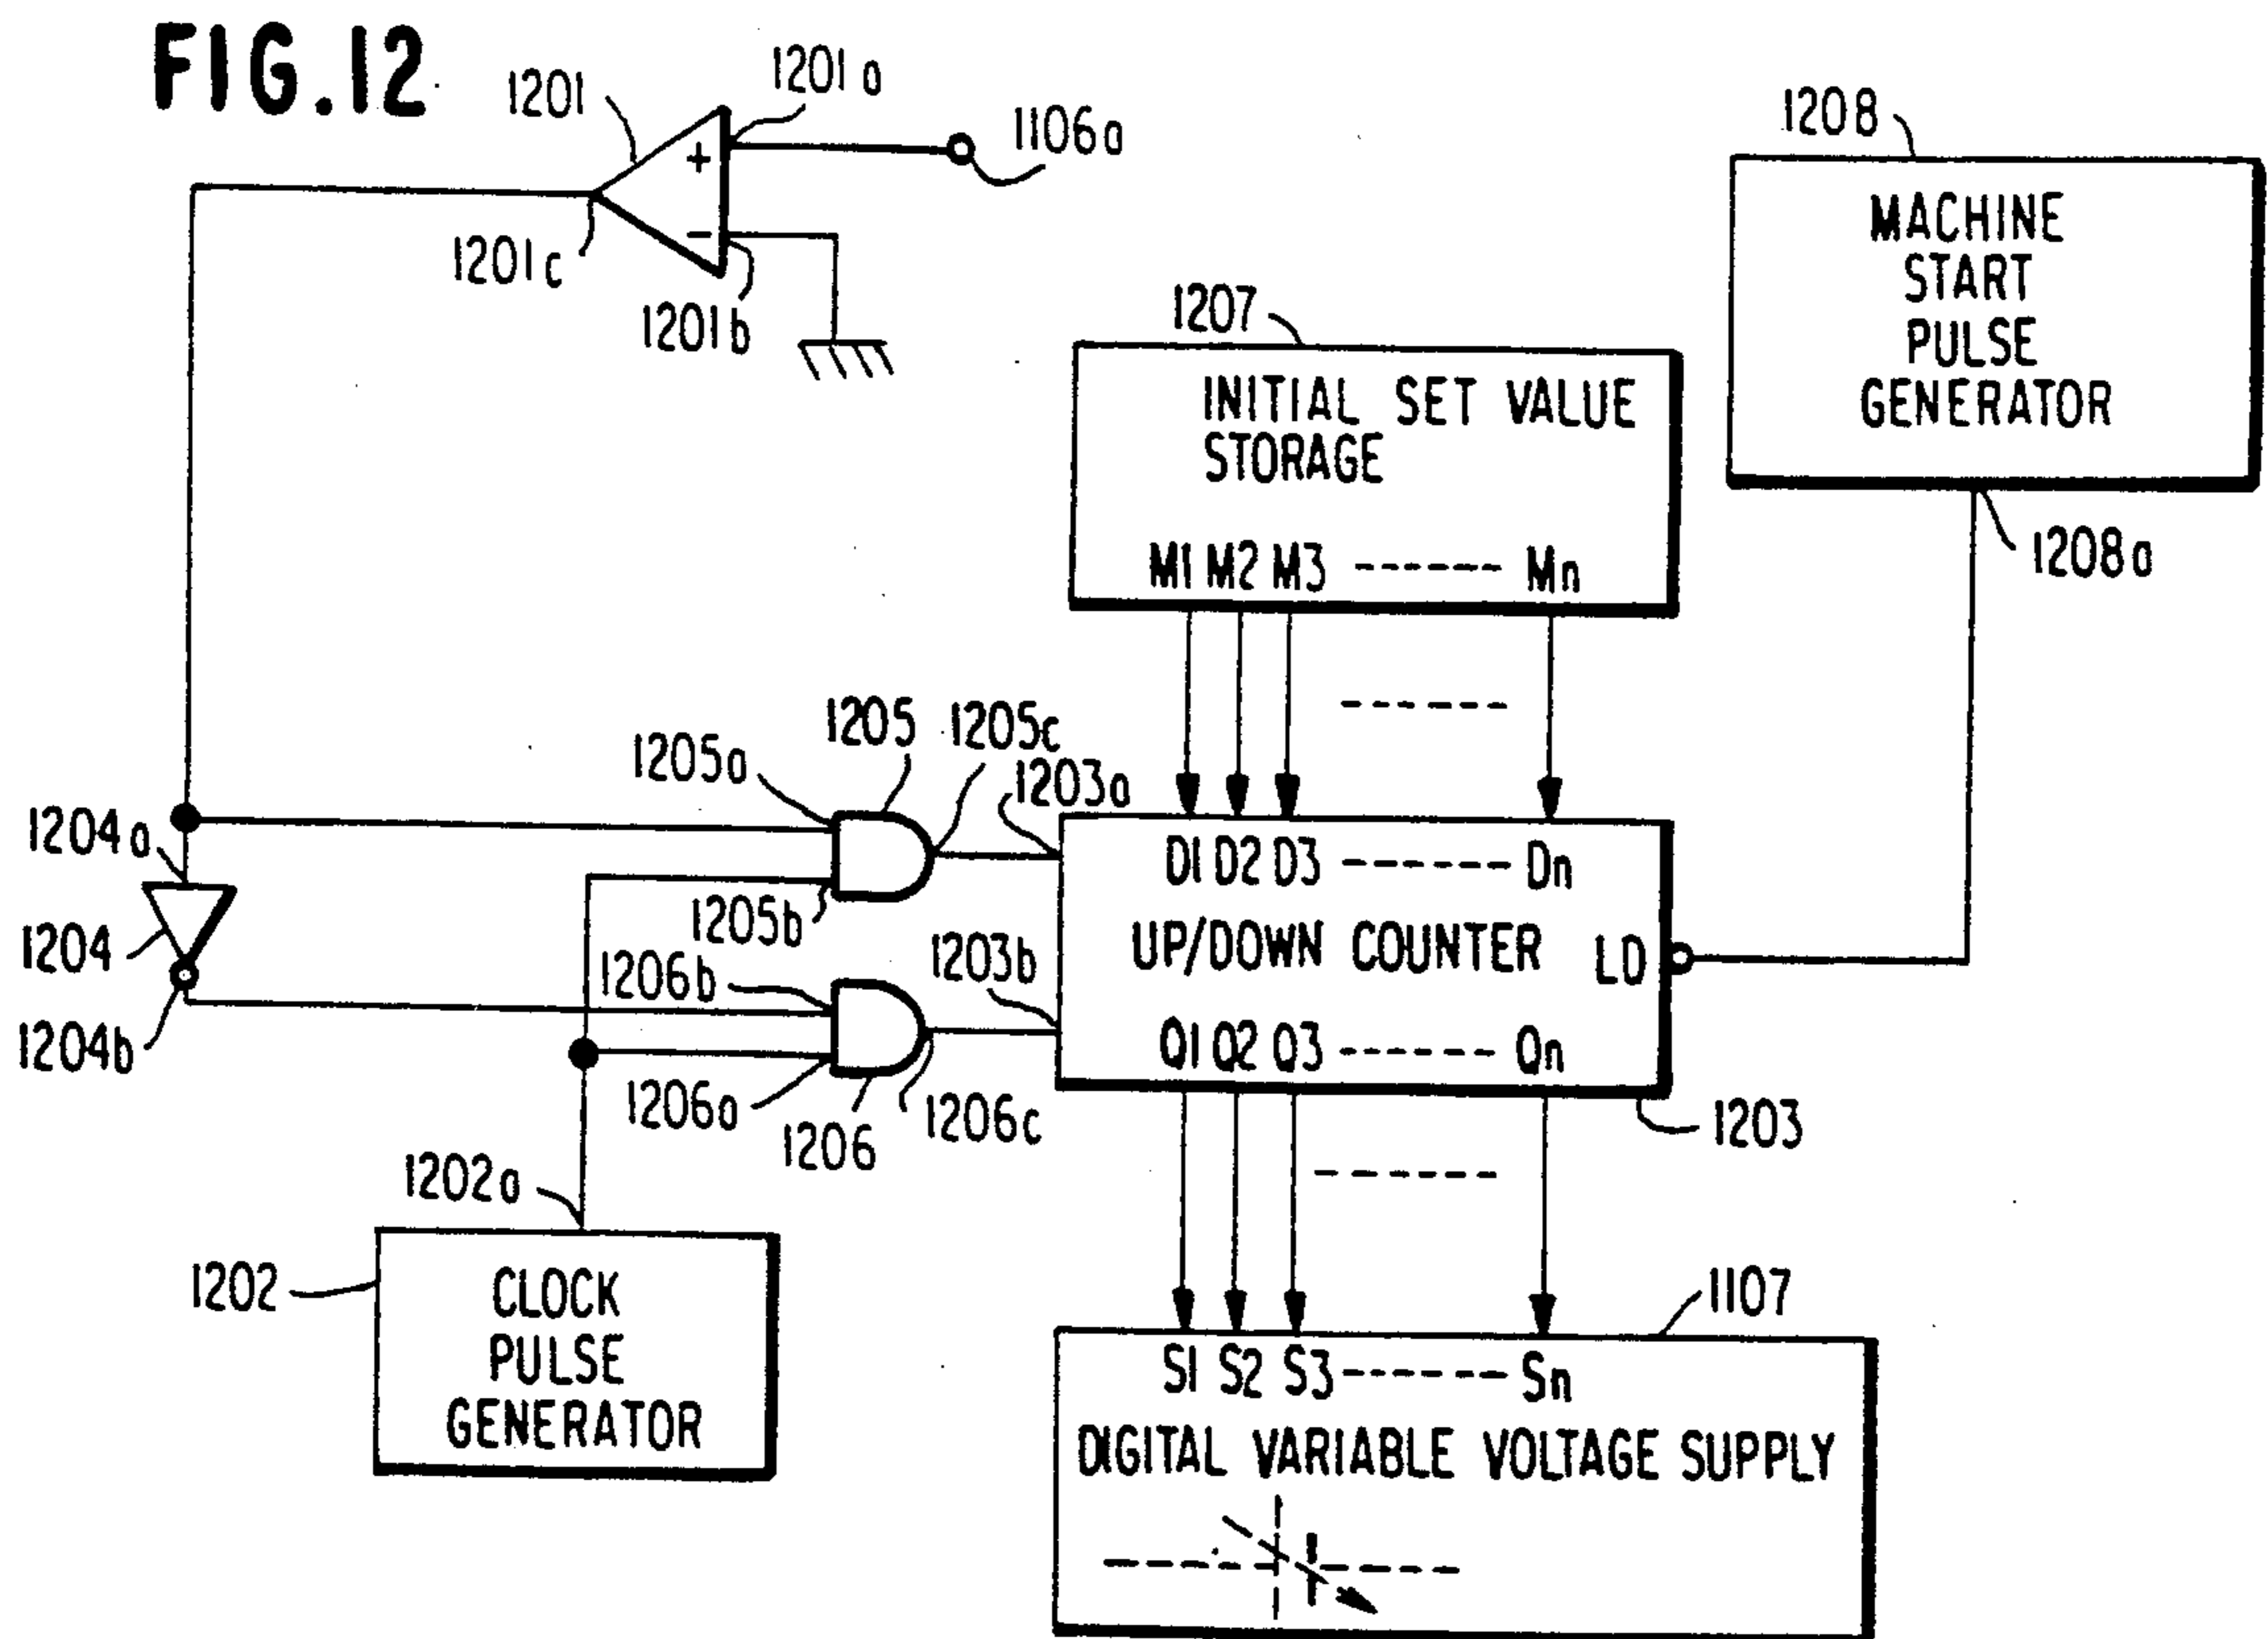 FIG.12
1201
1201a
1106a
+
-
1201c
1201b
1208
MACHINE
START
PULSE
GENERATOR
1208a
1207
INITIAL SET VALUE
STORAGE
M1 M2 M3 ------ Mn
------
1205
1205a
1205c
1203a
1204a
1204
1204b
1205b
1206b
1203b
D1 D2 D3 ------- Dn
UP/DOWN COUNTER
LD
Q1 Q2 Q3 ------ Qn
1206a
1206
1206c
1203
------
1202a
1202
CLOCK
PULSE
GENERATOR
1107
S1 S2 S3 ------- Sn
DIGITAL VARIABLE VOLTAGE SUPPLY